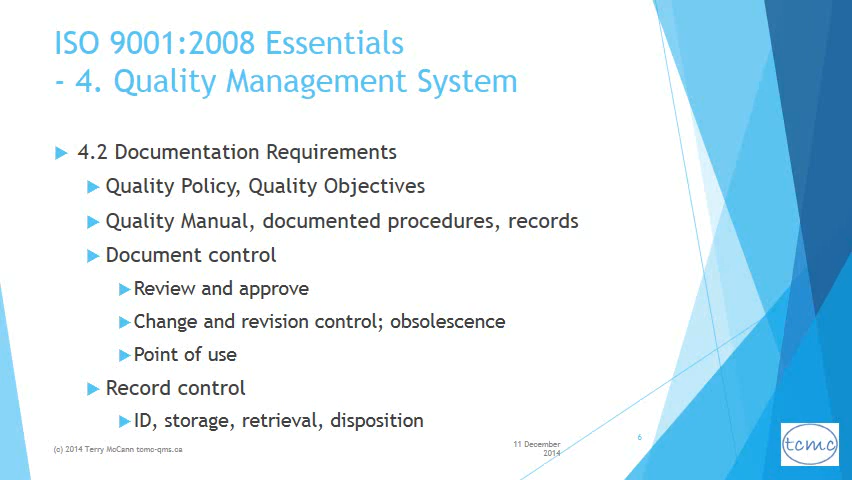 ISO 9001:2008 Essentials
- 4. Quality Management System
4.2 Documentation Requirements
Quality Policy, Quality Objectives
Quality Manual, documented procedures, records
Document control
Review and approve
Change and revision control; obsolescence
Point of use
Record control
ID, storage, retrieval, disposition
(c) 2014 Terry McCann tcmc-qms.ca
11 December
2014
6
tcmc